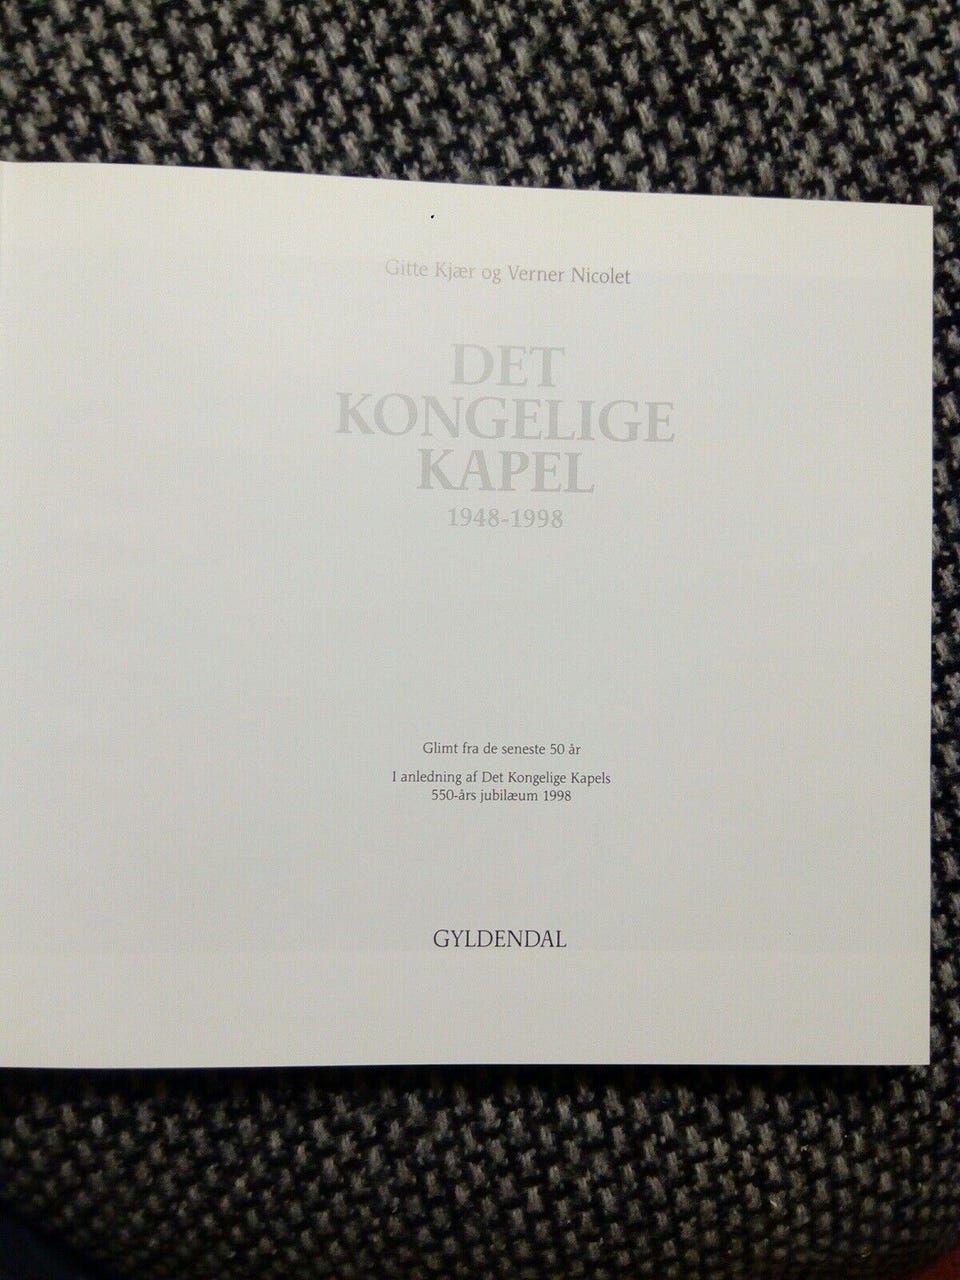 Gitte Kjær og Verner Nicolet
DET
KONGELIGE
KAPEL
1948-1998
Glimt fra de seneste 50 år
I anledning af Det Kongelige Kapels
550-års jubilæum 1998
GYLDENDAL